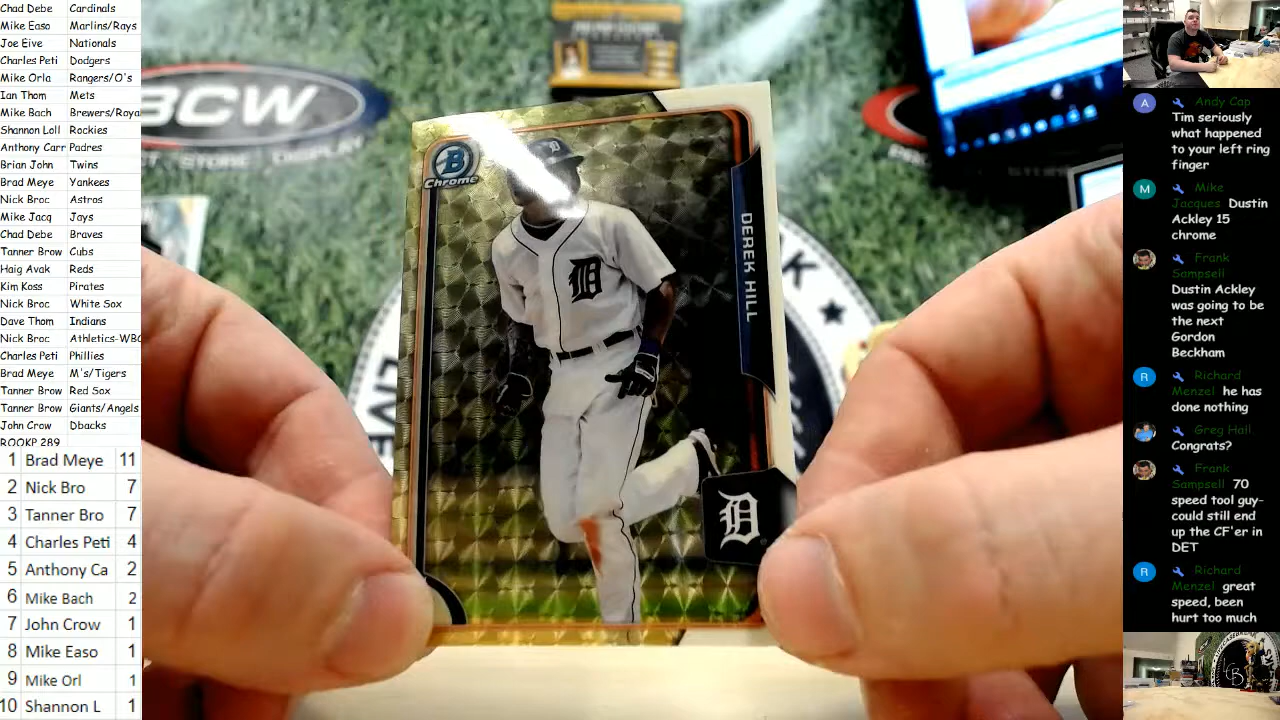 Chad Debe Cardinals
Mike Easo Marlins/Rays
Joe Eive Nationals
Charles Peti Dodgers
Mike Orla Rangers/O's
Ian Thom Mets
Mike Bach Brewers/Roya
Shannon Loll Rockies
Anthony Carr Padres
Brian John Twins
Brad Meye Yankees
Nick Broc Astros
Mike Jacq Jays
Chad Debe Braves
Tanner Brow Cubs
Haig Avak Reds
Kim Koss Pirates
Nick Broc White Sox
Dave Thom Indians
Nick Broc Athletics-WBC
Charles Peti Phillies
Brad Meye M's/Tigers
Tanner Brow Red Sox
Tanner Brow Giants/Angels
John Crow Dbacks
1 Brad Meye 11
2 Nick Bro 7
3 Tanner Bro 7
4 Charles Peti 4
5 Anthony Ca 2
6 Mike Bach 2
7 John Crow 1
8 Mike Easo 1
9 Mike Orl 1
10 Shannon L 1
BCW
B
Chrome
DEREK HILL
D
D
D
A Andy Cap
Tim seriously
what happened
to your left ring
finger
M Mike
Jacques Dustin
Ackley 15
chrome
Frank
Sampsell
Dustin Ackley
was going to be
the next
Gordon
Beckham
R Richard
Menzel he has
done nothing
Greg Hall
Congrats?
Frank
Sampsell 70
speed tool guy-
could still end
up the CF'er in
DET
R Richard
Menzel great
speed, been
hurt too much